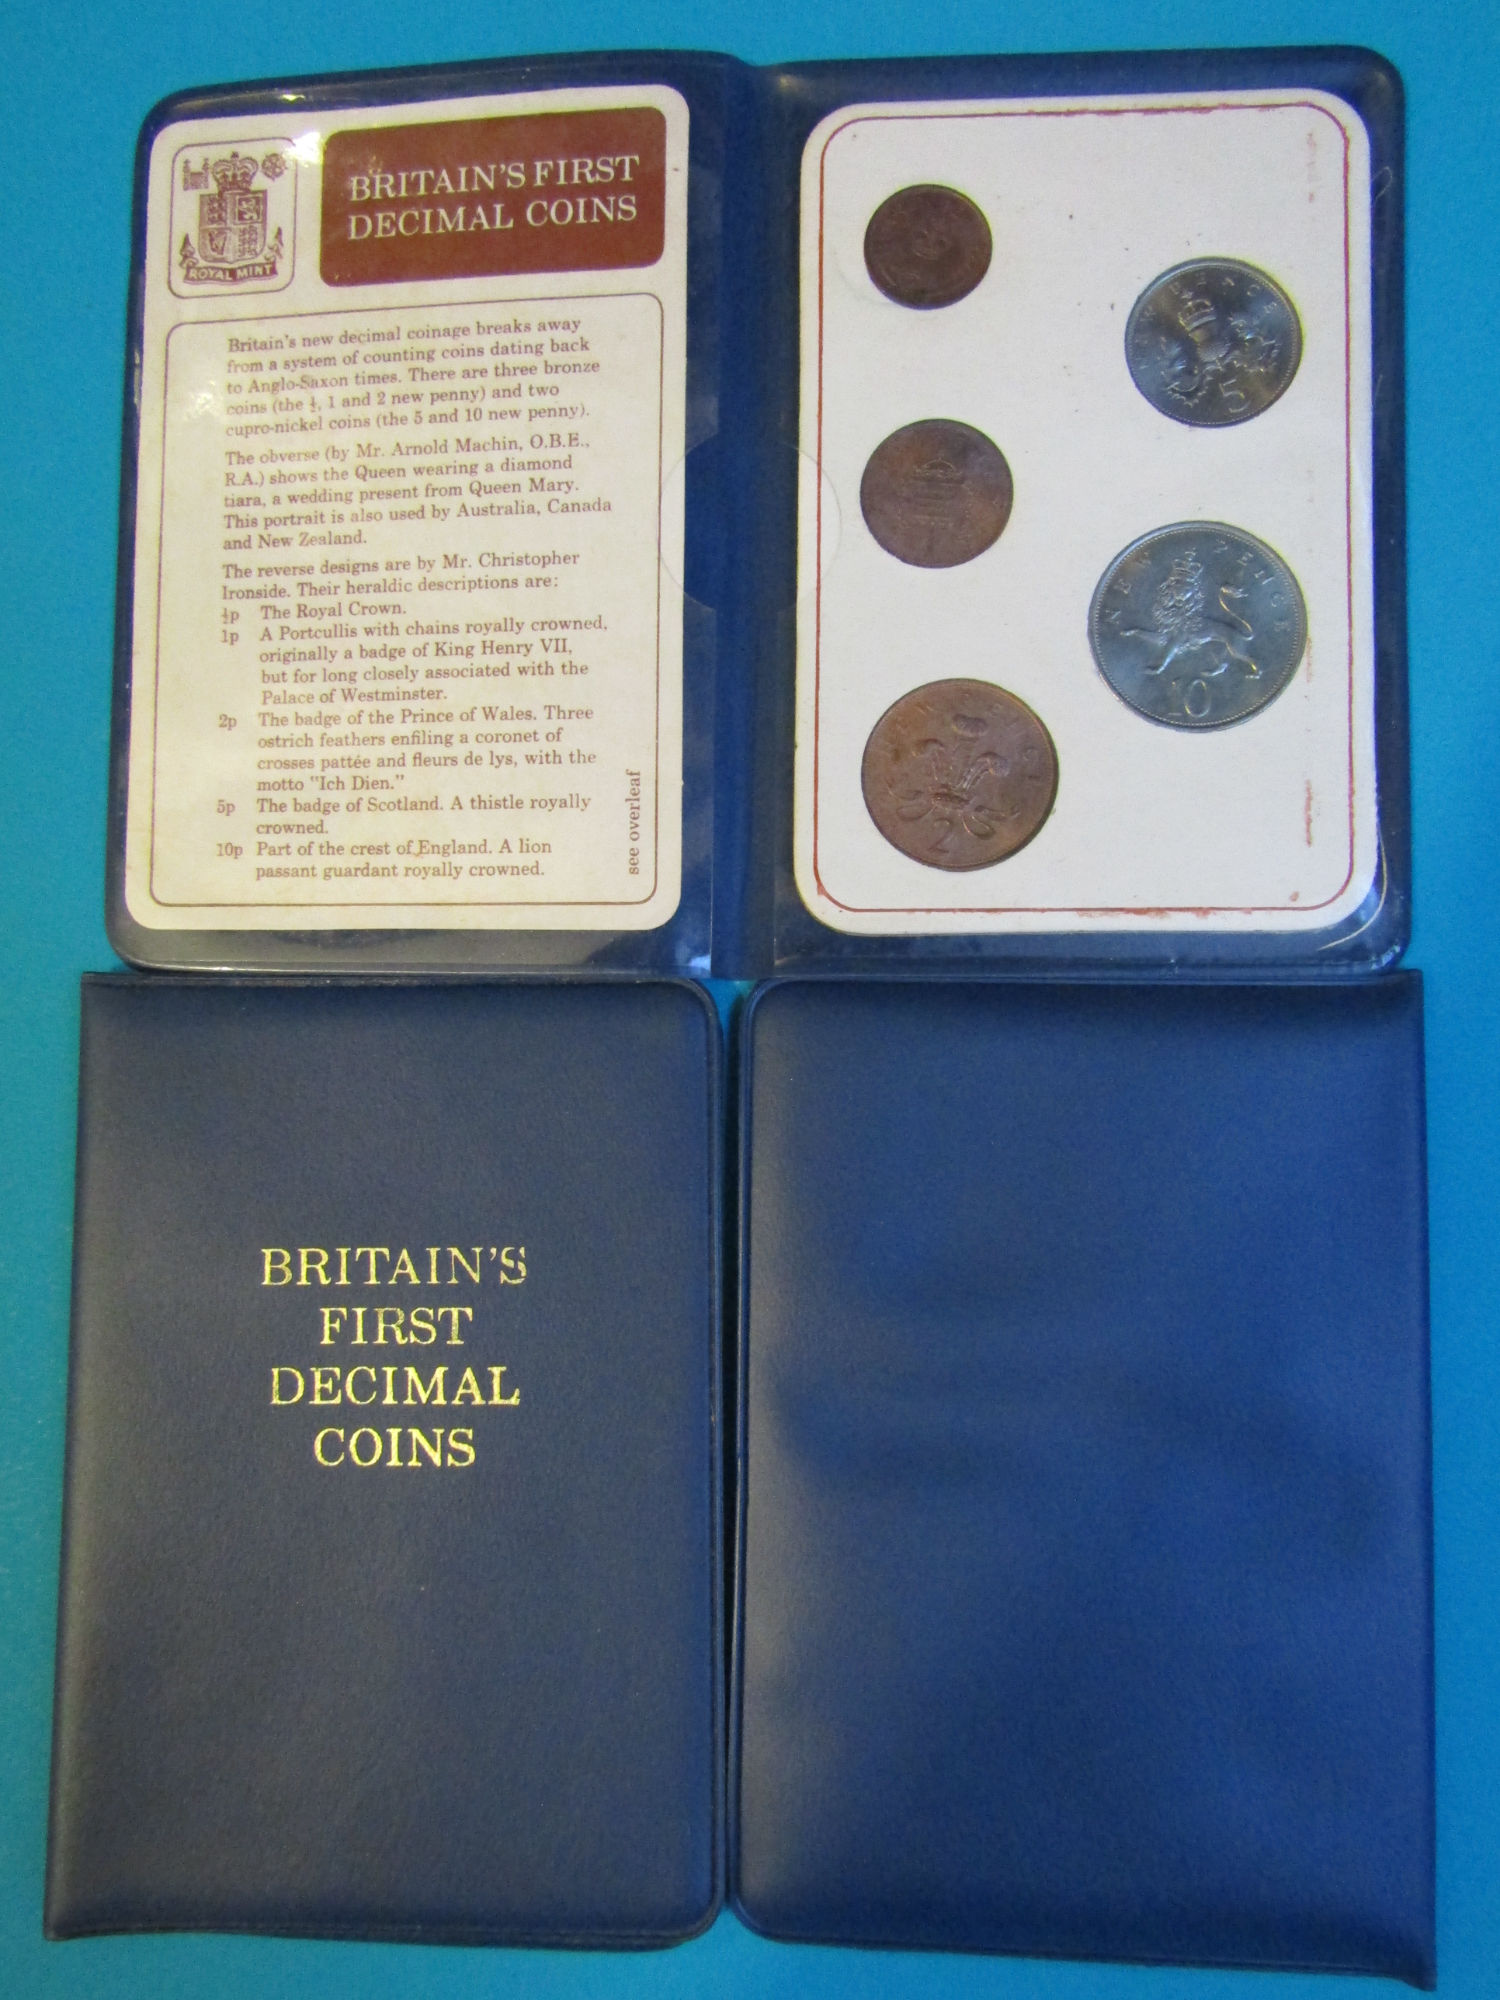 ROYAL MINT
BRITAIN'S FIRST
DECIMAL COINS
Britain's new decimal coinage breaks away
from a system of counting coins dating back
to Anglo-Saxon times. There are three bronze
coins (the ½, 1 and 2 new penny) and two
cupro-nickel coins (the 5 and 10 new penny).
The obverse (by Mr. Arnold Machin, O.B.E.,
R.A.) shows the Queen wearing a diamond
tiara, a wedding present from Queen Mary.
This portrait is also used by Australia, Canada
and New Zealand.
The reverse designs are by Mr. Christopher
Ironside. Their heraldic descriptions are:
½p The Royal Crown.
1p A Portcullis with chains royally crowned,
originally a badge of King Henry VII,
but for long closely associated with the
Palace of Westminster.
2p The badge of the Prince of Wales. Three
ostrich feathers enfiling a coronet of
crosses pattée and fleurs de lys, with the
motto "Ich Dien."
5p The badge of Scotland. A thistle royally
crowned.
10p Part of the crest of England. A lion
passant guardant royally crowned.
see overleaf
NEW PENCE
5
NEW PENCE
10
NEW PENCE
2
BRITAIN'S
FIRST
DECIMAL
COINS